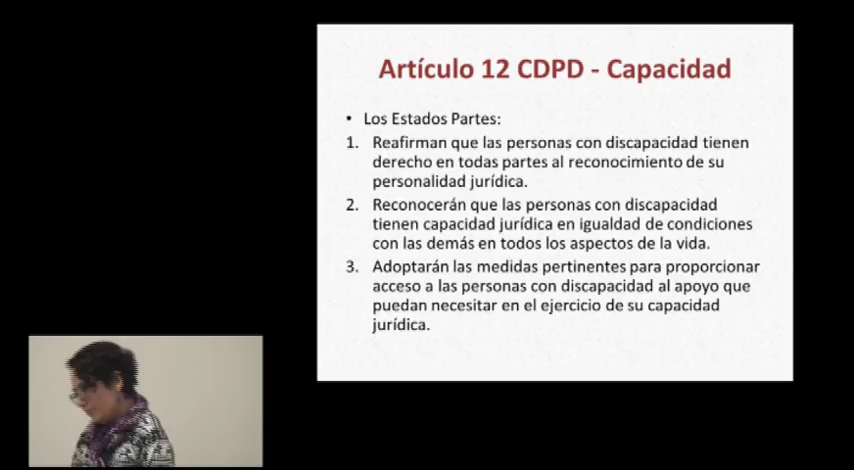 Artículo 12 CDPD - Capacidad
• Los Estados Partes:
1. Reafirman que las personas con discapacidad tienen
derecho en todas partes al reconocimiento de su
personalidad jurídica.
2. Reconocerán que las personas con discapacidad
tienen capacidad jurídica en igualdad de condiciones
con las demás en todos los aspectos de la vida.
3. Adoptarán las medidas pertinentes para proporcionar
acceso a las personas con discapacidad al apoyo que
puedan necesitar en el ejercicio de su capacidad
jurídica.